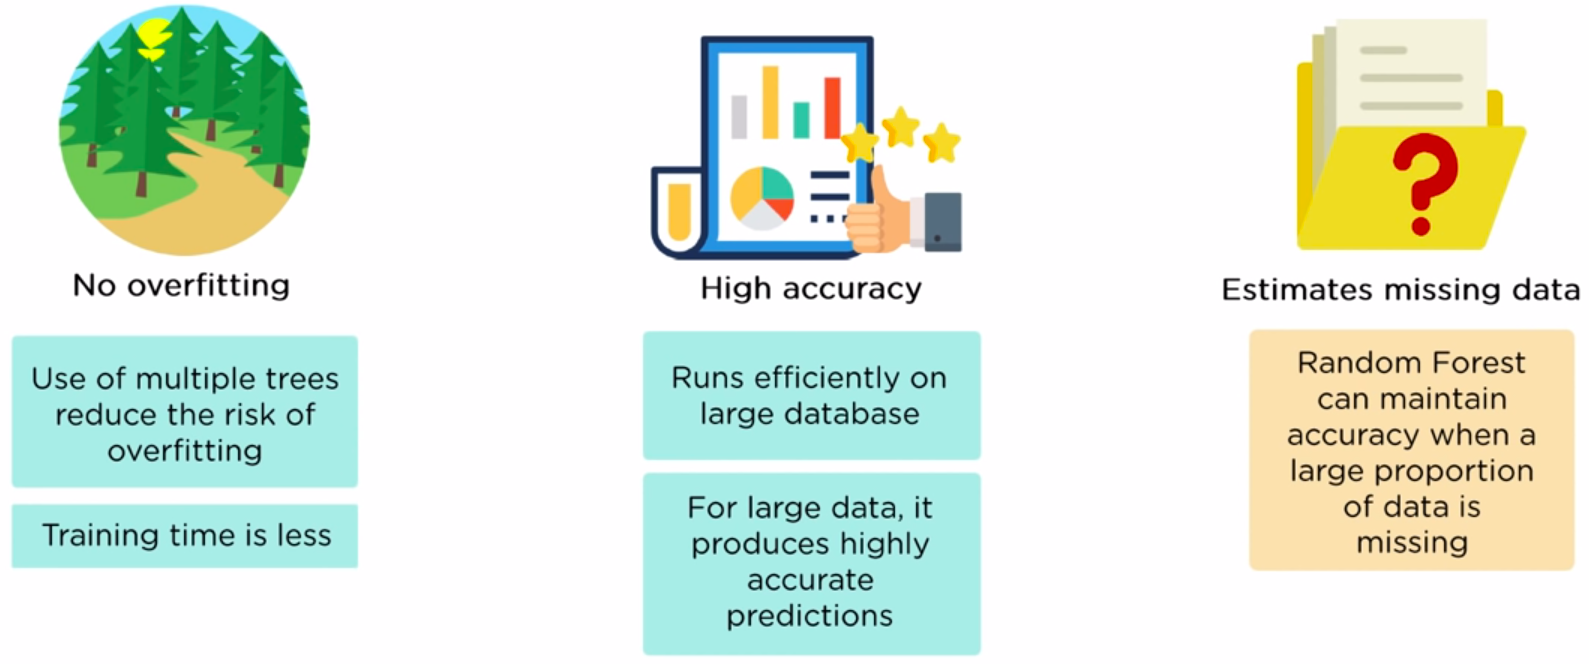 No overfitting
Use of multiple trees
reduce the risk of
overfitting
Training time is less
High accuracy
Runs efficiently on
large database
For large data, it
produces highly
accurate
predictions
Estimates missing data
Random Forest
can maintain
accuracy when a
large proportion
of data is
missing